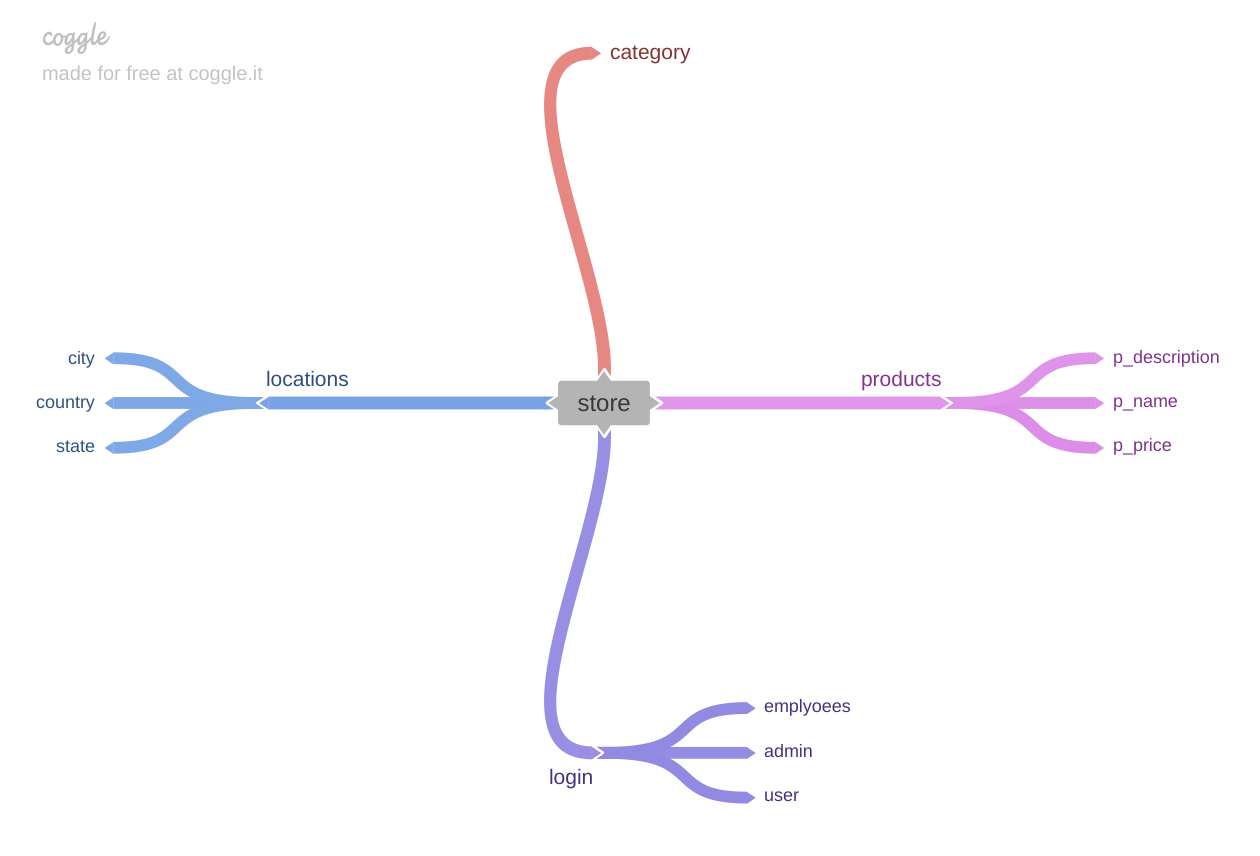 coggle
made for free at coggle.it
category
city
country
state
locations
store
products
p_description
p_name
p_price
login
emplyoees
admin
user